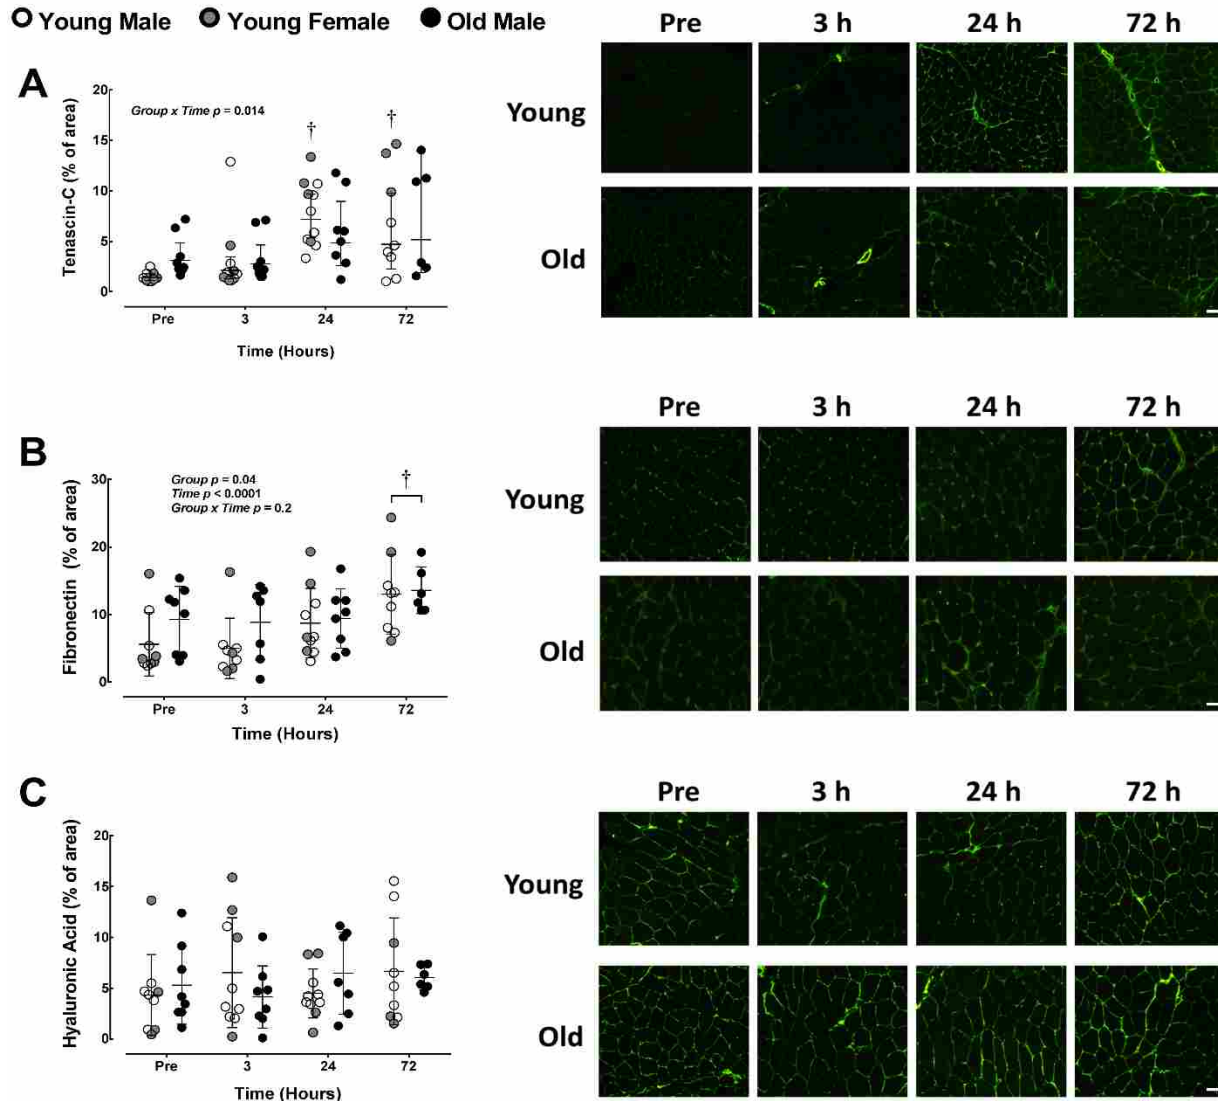 Young Male Young Female Old Male
A
Tenascin-C (% of area)
20
15
10
5
0
Group x Time p = 0.014
†
†
Pre 3 24 72
Time (Hours)
Pre 3 h 24 h 72 h
Young
Old
B
Fibronectin (% of area)
30
20
10
0
Group p = 0.04
Time p < 0.0001
Group x Time p = 0.2
†
Pre 3 24 72
Time (Hours)
Pre 3 h 24 h 72 h
Young
Old
C
Hyaluronic Acid (% of area)
20
15
10
5
0
Pre 3 24 72
Time (Hours)
Pre 3 h 24 h 72 h
Young
Old